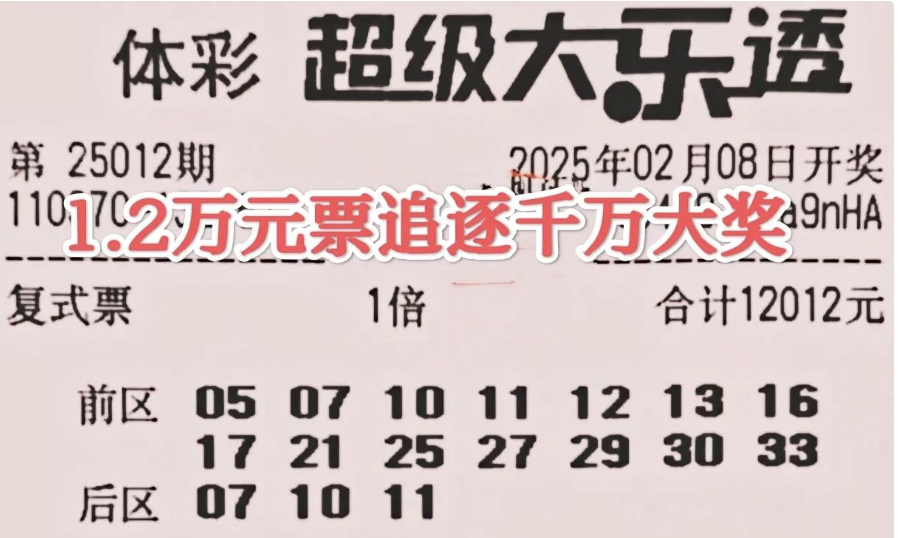 体彩 超级大乐透
第 25012期 2025年02月08日开奖
a9nHA
1.2万元票追逐千万大奖
复式票 1倍 合计12012元
前区 05 07 10 11 12 13 16
17 21 25 27 29 30 33
后区 07 10 11